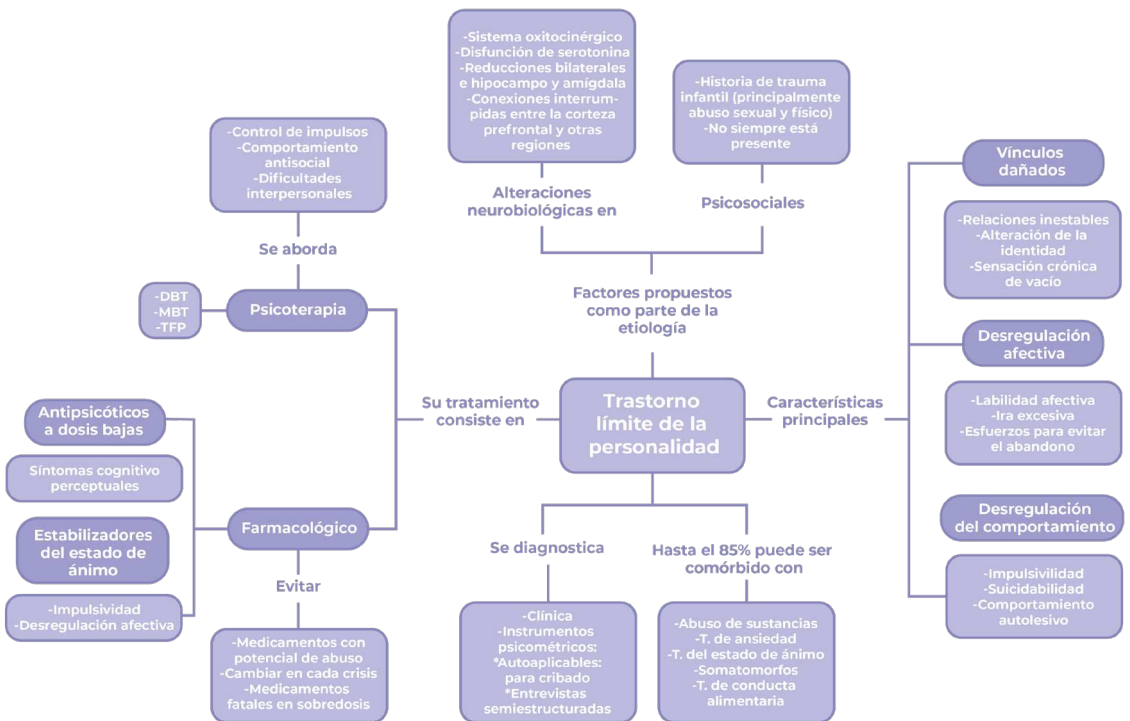 -Sistema oxitocinérgico
-Disfunción de serotonina
-Reducciones bilaterales
e hipocampo y amígdala
-Conexiones interrum-
pidas entre la corteza
prefrontal y otras
regiones
-Historia de trauma
infantil (principalmente
abuso sexual y físico)
-No siempre está
presente
Alteraciones
neurobiológicas en
Psicosociales
Factores propuestos
como parte de la
etiología
-Control de impulsos
-Comportamiento
antisocial
-Dificultades
interpersonales
Se aborda
-DBT
-MBT
-TFP
Psicoterapia
Su tratamiento
consiste en
Trastorno
límite de la
personalidad
Características
principales
Vínculos
dañados
-Relaciones inestables
-Alteración de la
identidad
-Sensación crónica
de vacío
Desregulación
afectiva
-Labilidad afectiva
-Ira excesiva
-Esfuerzos para evitar
el abandono
Desregulación
del comportamiento
-Impulsivilidad
-Suicidabilidad
-Comportamiento
autolesivo
Antipsicóticos
a dosis bajas
Síntomas cognitivo
perceptuales
Estabilizadores
del estado de
ánimo
-Impulsividad
-Desregulación afectiva
Farmacológico
Evitar
-Medicamentos con
potencial de abuso
-Cambiar en cada crisis
-Medicamentos
fatales en sobredosis
Se diagnostica
-Clínica
-Instrumentos
psicométricos:
*Autoaplicables:
para cribado
*Entrevistas
semiestructuradas
Hasta el 85% puede ser
comórbido con
-Abuso de sustancias
-T. de ansiedad
-T. del estado de ánimo
-Somatomorfos
-T. de conducta
alimentaria